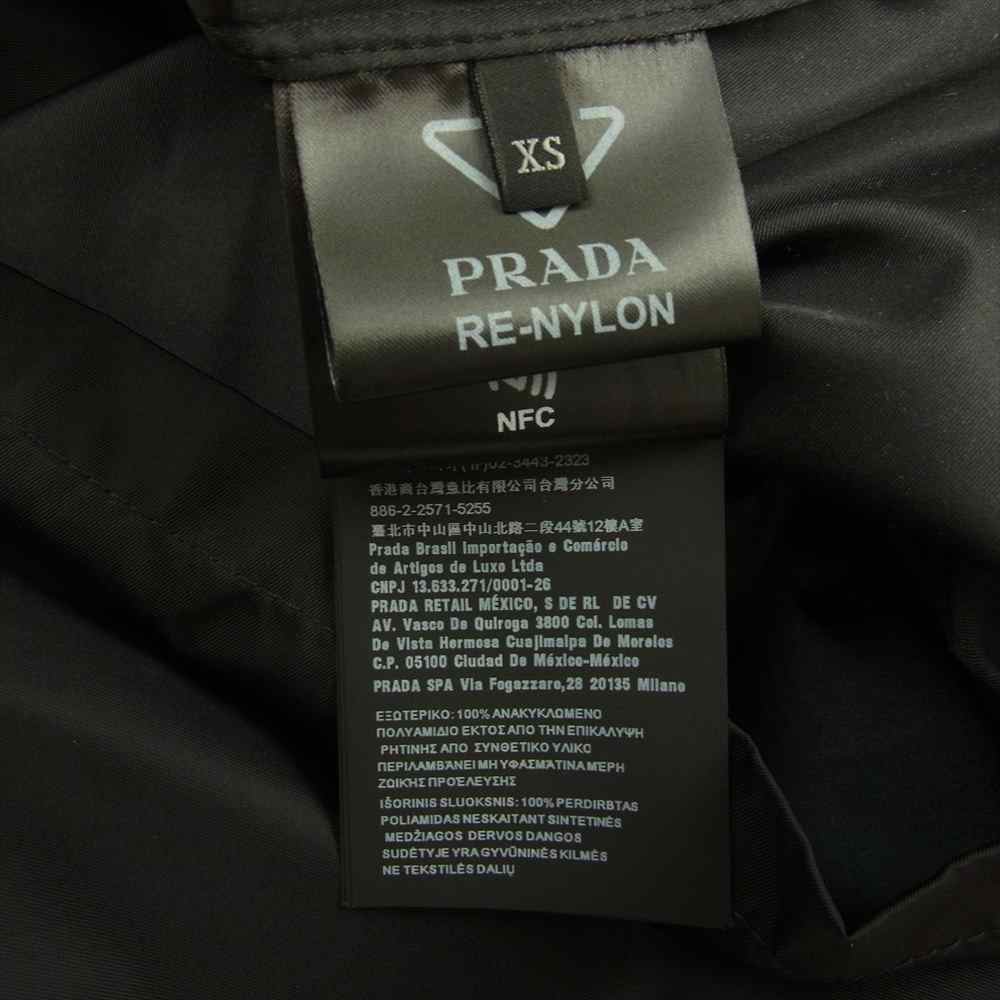 XS
PRADA
RE-NYLON
NFC
02-3443-2323
香港商台灣壹比有限公司台灣分公司
886-2-2571-5255
臺北市中山區中山北路二段44號12樓A室
Prada Brasil Importação e Comércio
de Artigos de Luxo Ltda
CNPJ 13.633.271/0001-26
PRADA RETAIL MÉXICO, S DE RL DE CV
AV. Vasco De Quiroga 3800 Col. Lomas
De Vista Hermosa Cuajimalpa De Morelos
C.P. 05100 Ciudad De México-México
PRADA SPA Via Fogazzaro,28 20135 Milano
ΕΞΩΤΕΡΙΚΟ: 100% ΑΝΑΚΥΚΛΩΜΕΝΟ
ΠΟΛΥΑΜΙΔΙΟ ΕΚΤΟΣ ΑΠΟ ΤΗΝ ΕΠΙΚΑΛΥΨΗ
ΡΗΤΙΝΗΣ ΑΠΟ ΣΥΝΘΕΤΙΚΟ ΥΛΙΚΟ
ΠΕΡΙΛΑΜΒΑΝΕΙ ΜΗ ΥΦΑΣΜΑΤΙΝΑ ΜΕΡΗ
ΖΩΙΚΗΣ ΠΡΟΕΛΕΥΣΗΣ
IŠORINIS SLUOKSNIS: 100% PERDIRBTAS
POLIAMIDAS NESKAITANT SINTETINĖS
MEDŽIAGOS DERVOS DANGOS
SUDĖTYJE YRA GYVŪNINĖS KILMĖS
NE TEKSTILĖS DALIŲ